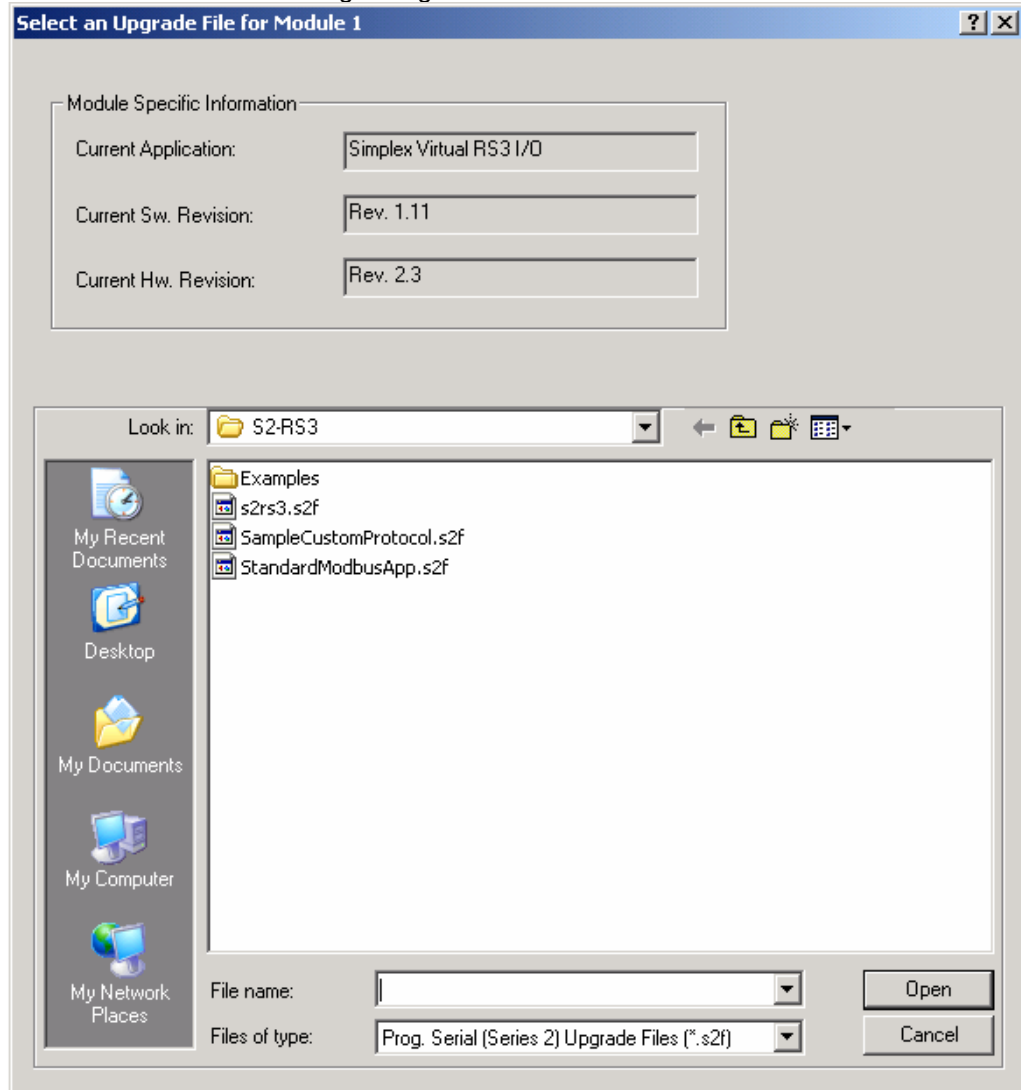 Select an Upgrade File for Module 1
Module Specific Information
Current Application: Simplex Virtual RS3 I/O
Current Sw. Revision: Rev. 1.11
Current Hw. Revision: Rev. 2.3
Look in: S2-RS3
Examples
s2rs3.s2f
SampleCustomProtocol.s2f
StandardModbusApp.s2f
My Recent
Documents
Desktop
My Documents
My Computer
My Network
Places
File name: Open
Files of type: Prog. Serial (Series 2) Upgrade Files (*.s2f) Cancel